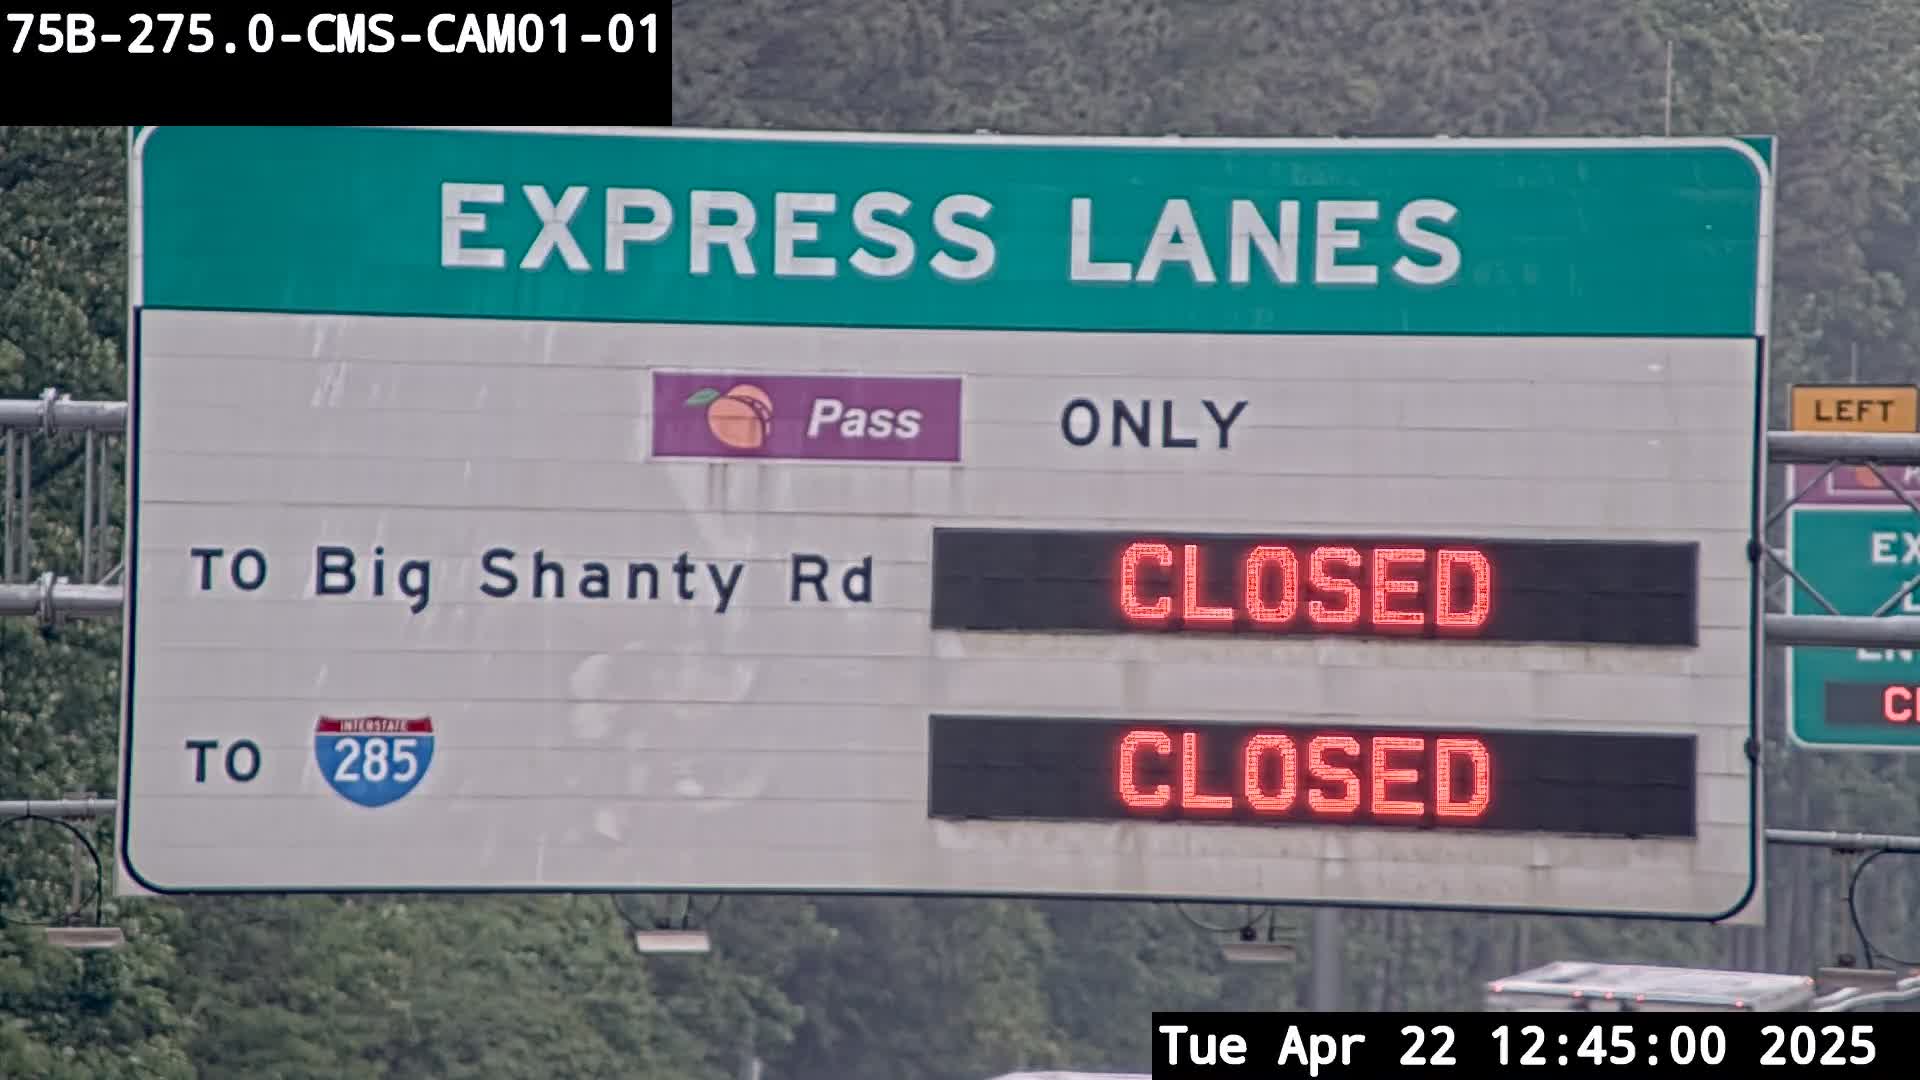 75B-275.0-CMS-CAM01-01
EXPRESS LANES
Pass ONLY
LEFT
TO Big Shanty Rd CLOSED
TO INTERSTATE 285 CLOSED
Tue Apr 22 12:45:00 2025